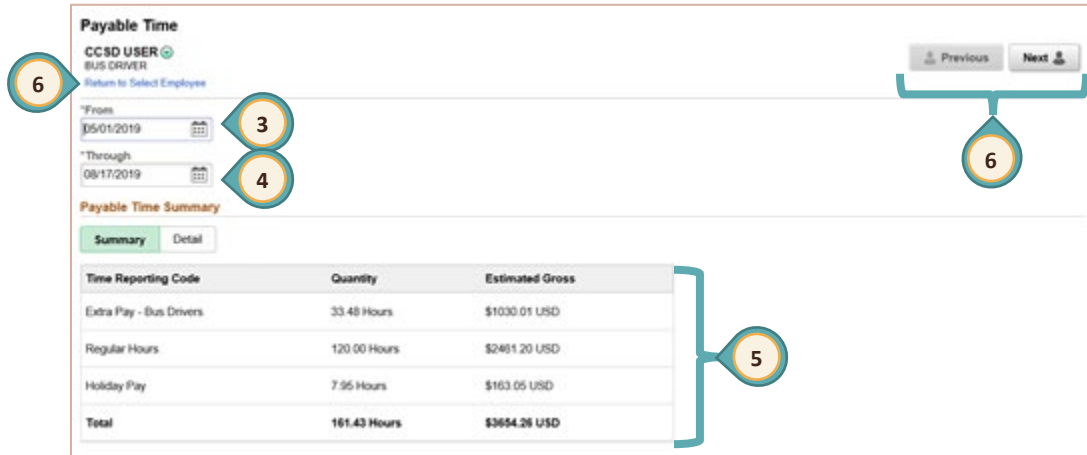 Payable Time
CCSD USER
BUS DRIVER
Return to Select Employee
Previous Next
6
*From
05/01/2019
3
6
*Through
08/17/2019
4
Payable Time Summary
Summary Detail
Time Reporting Code Quantity Estimated Gross
Extra Pay - Bus Drivers 33.48 Hours $1030.01 USD
Regular Hours 120.00 Hours $2461.20 USD
5
Holiday Pay 7.95 Hours $163.05 USD
Total 161.43 Hours $3654.26 USD